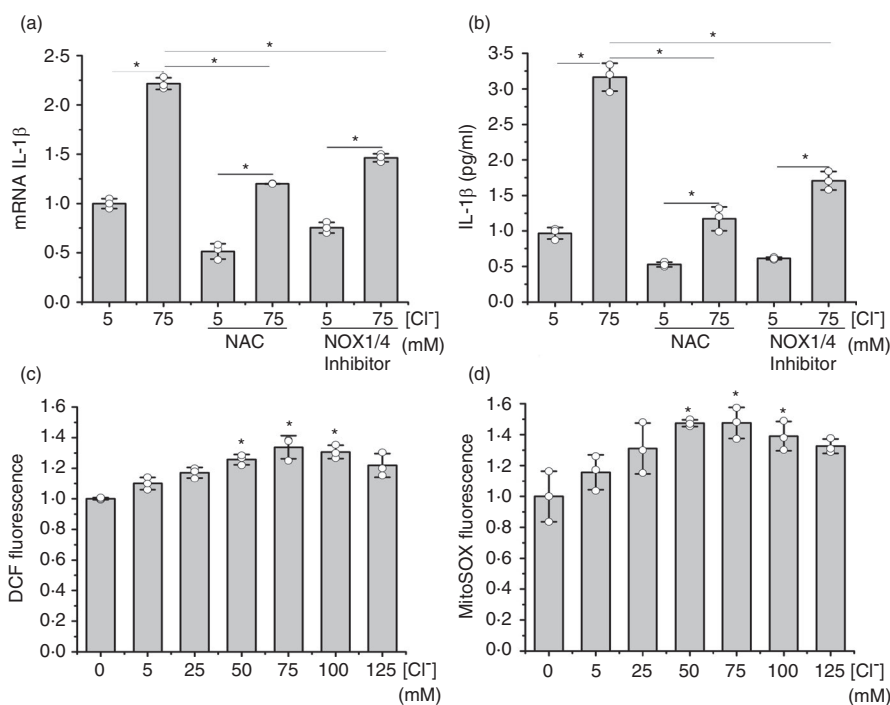 (a)
*
*
*
2·5
2·0
1·5
1·0
0·5
0·0
mRNA IL-1β
*
*
5 75 5 75 5 75 [Cl⁻]
NAC NOX1/4 (mM)
Inhibitor
(b)
*
*
*
3·5
3·0
2·5
2·0
1·5
1·0
0·5
0·0
IL-1β (pg/ml)
*
*
5 75 5 75 5 75 [Cl⁻]
NAC NOX1/4 (mM)
Inhibitor
(c)
1·6
1·4
1·2
1·0
0·8
0·6
0·4
0·2
0·0
DCF fluorescence
* * *
0 5 25 50 75 100 125 [Cl⁻]
(mM)
(d)
1·6
1·4
1·2
1·0
0·8
0·6
0·4
0·2
0·0
MitoSOX fluorescence
* * *
0 5 25 50 75 100 125 [Cl⁻]
(mM)